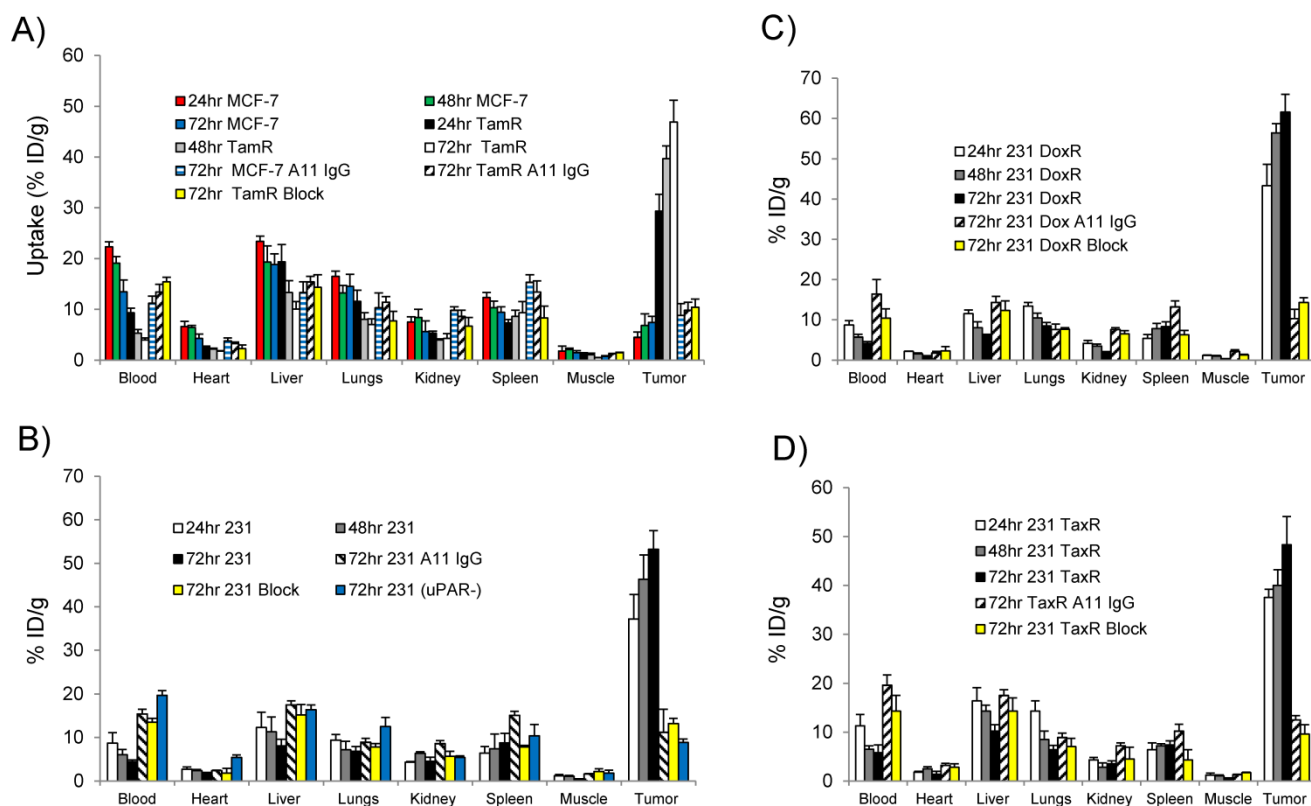 A)
Uptake (% ID/g)
60
50
40
30
20
10
0
24hr MCF-7
48hr MCF-7
72hr MCF-7
24hr TamR
48hr TamR
72hr TamR
72hr MCF-7 A11 IgG
72hr TamR A11 IgG
72hr TamR Block
Blood Heart Liver Lungs Kidney Spleen Muscle Tumor
B)
% ID/g
70
60
50
40
30
20
10
0
24hr 231
48hr 231
72hr 231
72hr 231 A11 IgG
72hr 231 Block
72hr 231 (uPAR-)
Blood Heart Liver Lungs Kidney Spleen Muscle Tumor
C)
% ID/g
70
60
50
40
30
20
10
0
24hr 231 DoxR
48hr 231 DoxR
72hr 231 DoxR
72hr 231 Dox A11 IgG
72hr 231 DoxR Block
Blood Heart Liver Lungs Kidney Spleen Muscle Tumor
D)
% ID/g
60
50
40
30
20
10
0
24hr 231 TaxR
48hr 231 TaxR
72hr 231 TaxR
72hr TaxR A11 IgG
72hr 231 TaxR Block
Blood Heart Liver Lungs Kidney Spleen Muscle Tumor